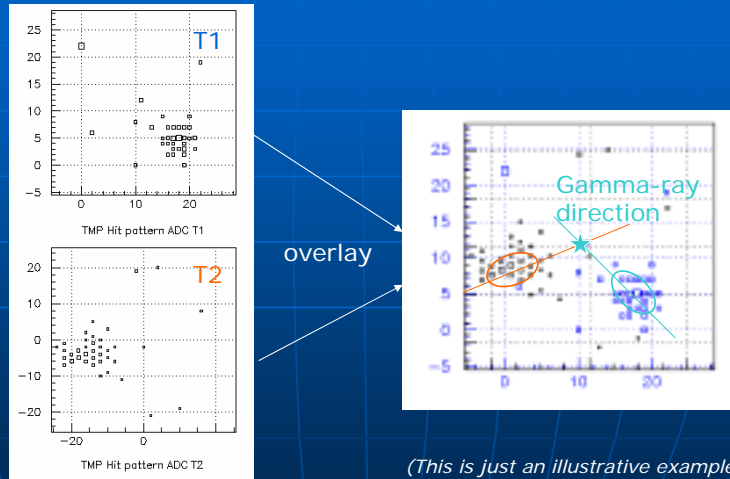 T1
25
20
15
10
5
0
−5
0 10 20
TMP Hit pattern ADC T1
T2
20
10
0
−10
−20
−20 0
TMP Hit pattern ADC T2
overlay
25
20
15
10
5
0
−5
0 10 20
Gamma-ray
direction
(This is just an illustrative example